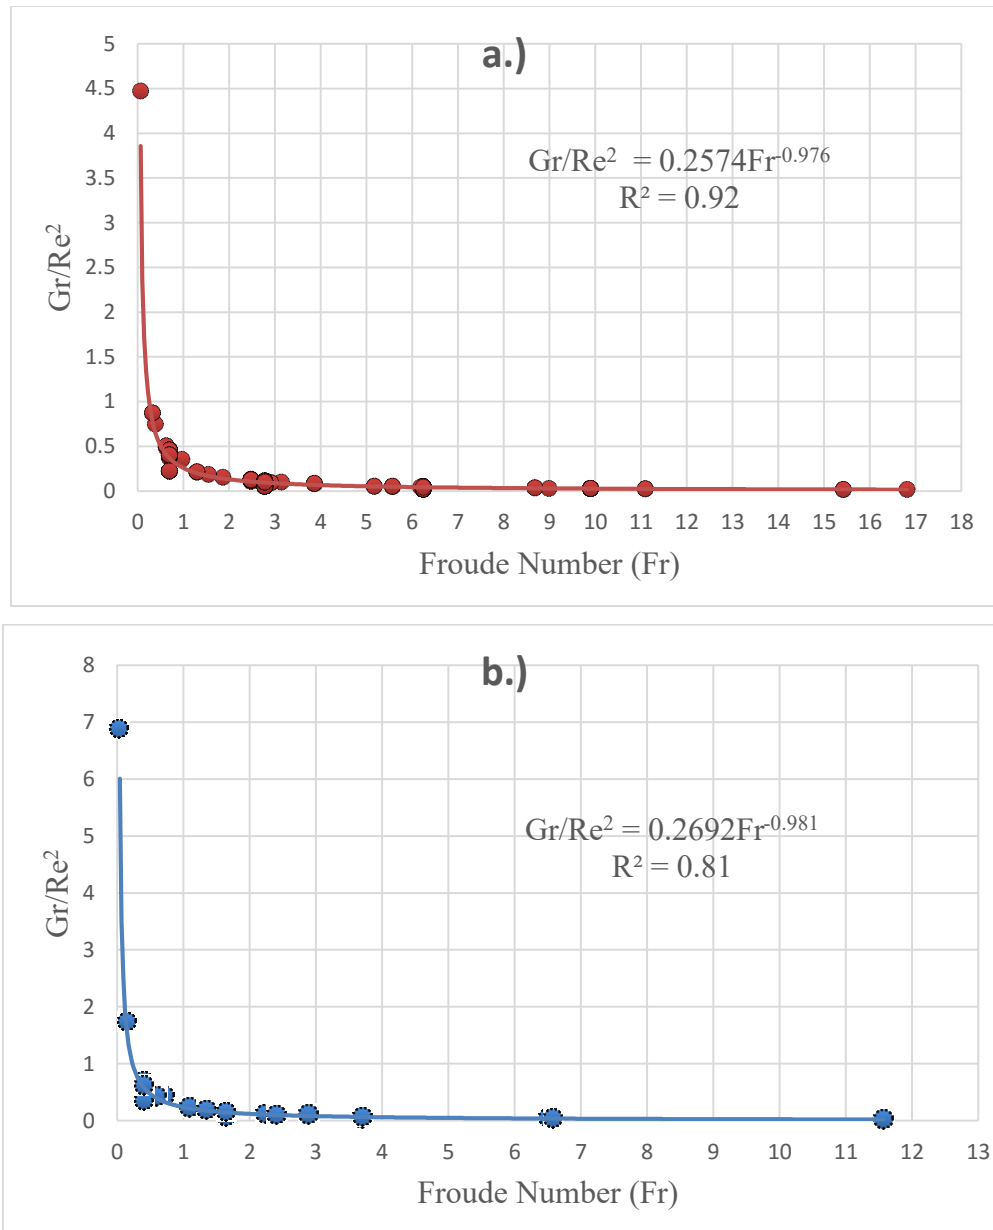 a.)
5
4.5
4
3.5
3
2.5
2
1.5
1
0.5
0
Gr/Re²
Gr/Re² = 0.2574Fr^-0.976
R² = 0.92
0 1 2 3 4 5 6 7 8 9 10 11 12 13 14 15 16 17 18
Froude Number (Fr)
b.)
8
7
6
5
4
3
2
1
0
Gr/Re²
Gr/Re² = 0.2692Fr^-0.981
R² = 0.81
0 1 2 3 4 5 6 7 8 9 10 11 12 13
Froude Number (Fr)